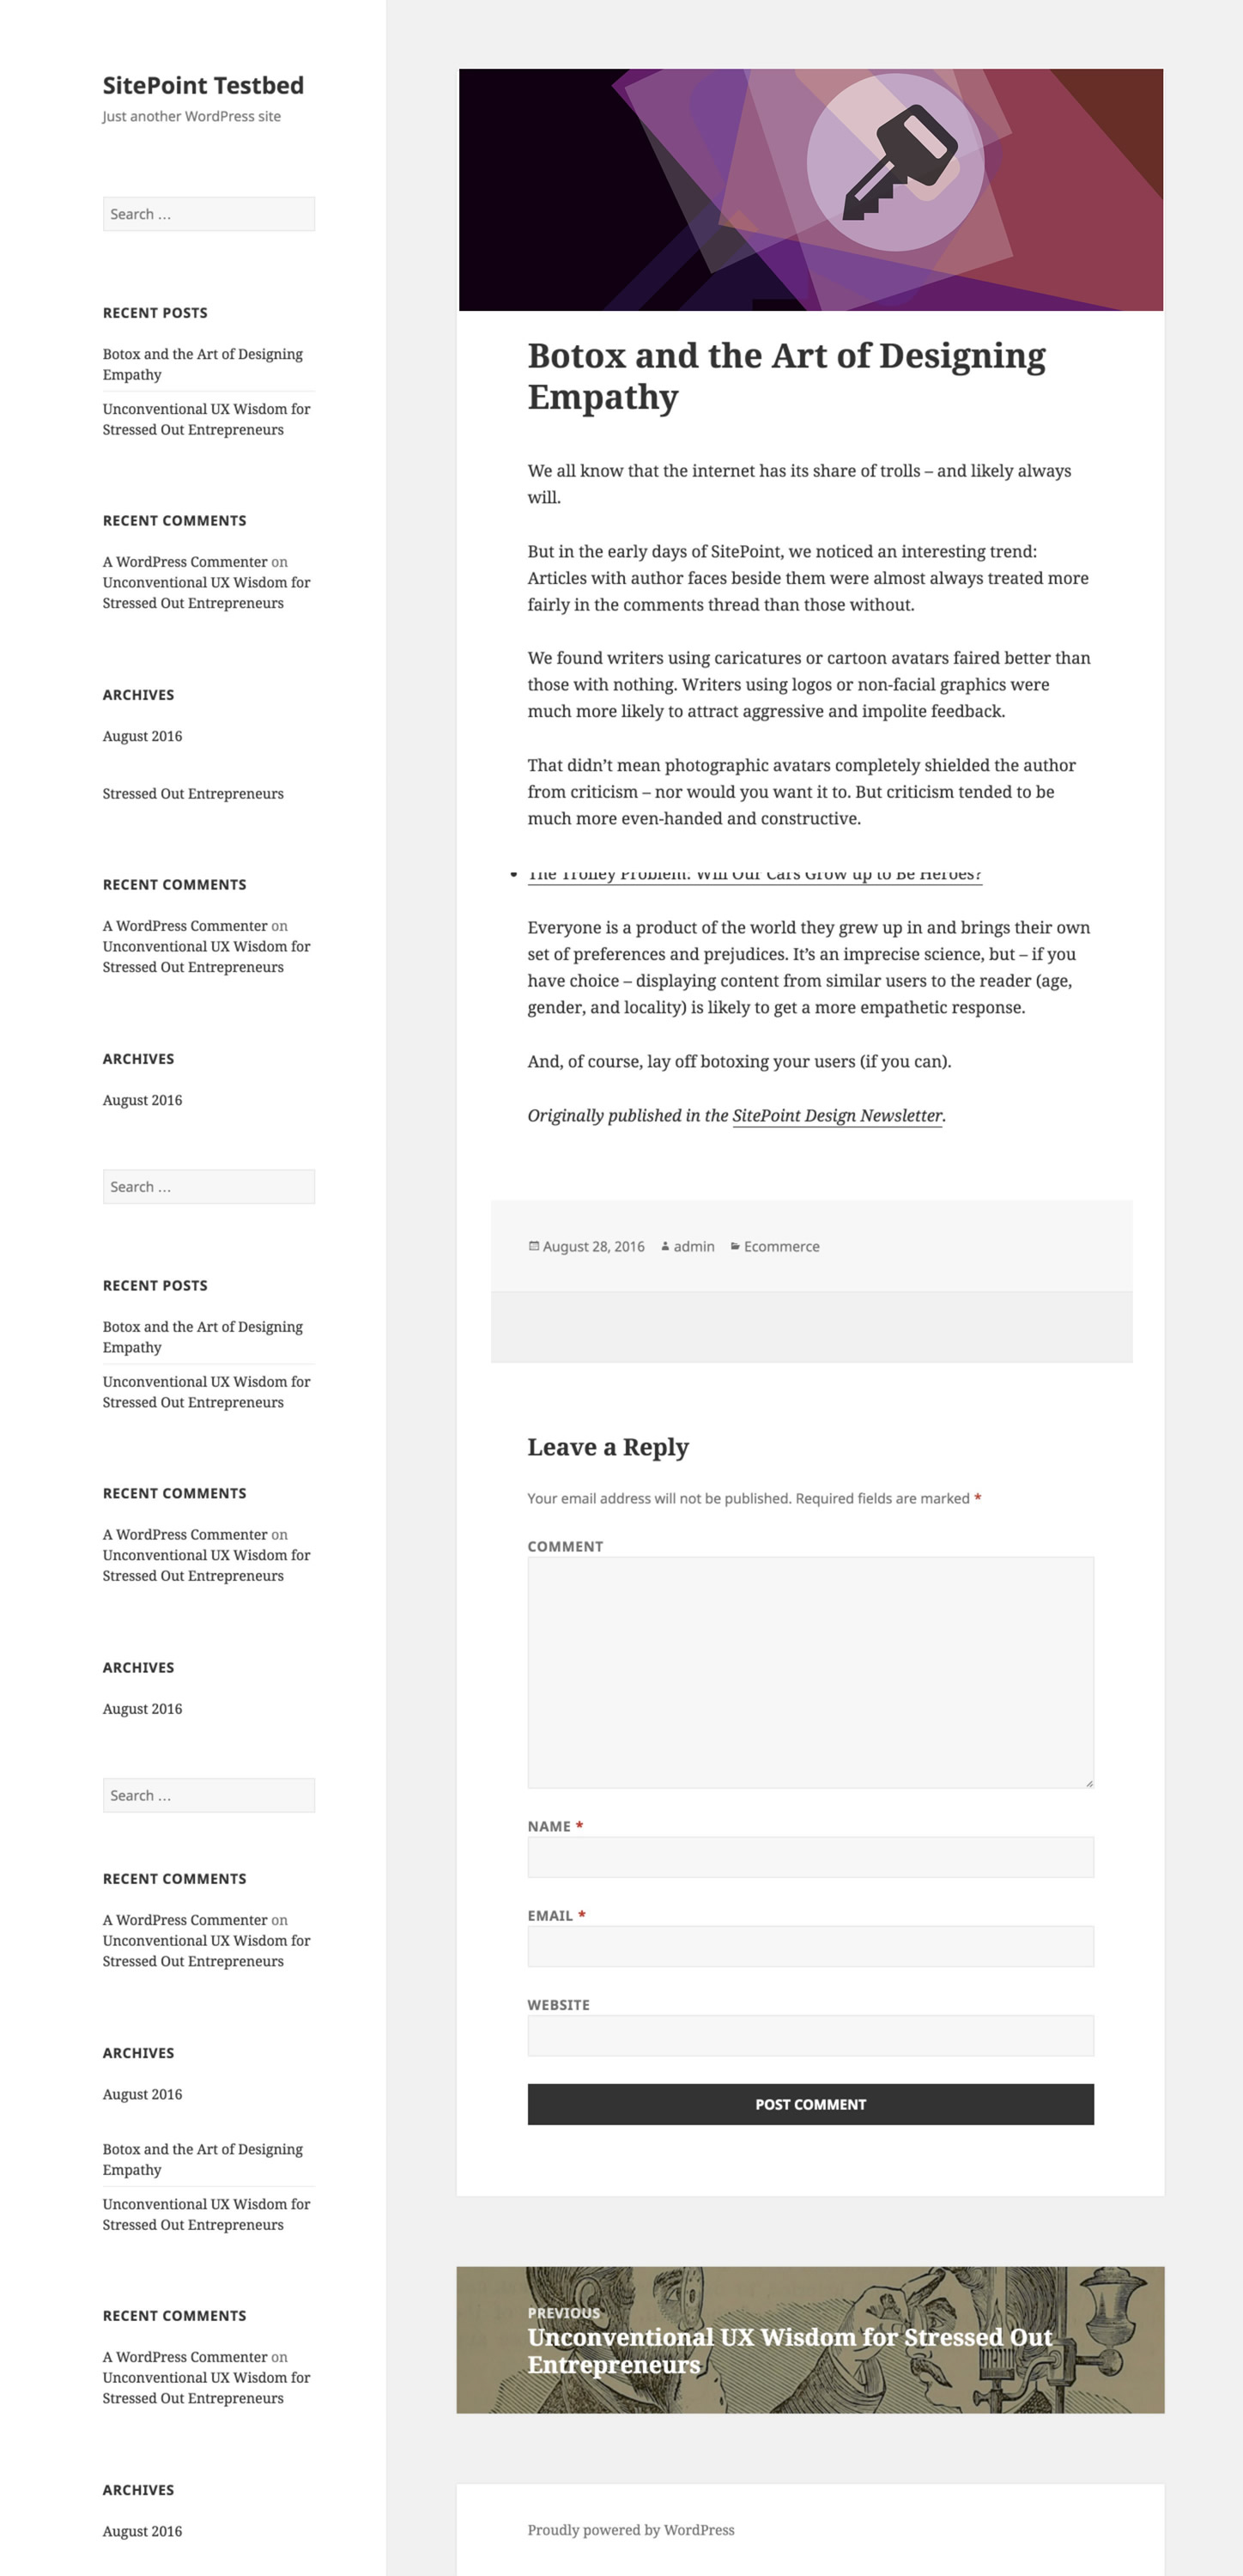 SitePoint Testbed
Just another WordPress site
Search …
RECENT POSTS
Botox and the Art of Designing
Empathy
Unconventional UX Wisdom for
Stressed Out Entrepreneurs
RECENT COMMENTS
A WordPress Commenter on
Unconventional UX Wisdom for
Stressed Out Entrepreneurs
ARCHIVES
August 2016
Stressed Out Entrepreneurs
RECENT COMMENTS
A WordPress Commenter on
Unconventional UX Wisdom for
Stressed Out Entrepreneurs
ARCHIVES
August 2016
Search …
RECENT POSTS
Botox and the Art of Designing
Empathy
Unconventional UX Wisdom for
Stressed Out Entrepreneurs
RECENT COMMENTS
A WordPress Commenter on
Unconventional UX Wisdom for
Stressed Out Entrepreneurs
ARCHIVES
August 2016
Search …
RECENT COMMENTS
A WordPress Commenter on
Unconventional UX Wisdom for
Stressed Out Entrepreneurs
ARCHIVES
August 2016
Botox and the Art of Designing
Empathy
Unconventional UX Wisdom for
Stressed Out Entrepreneurs
RECENT COMMENTS
A WordPress Commenter on
Unconventional UX Wisdom for
Stressed Out Entrepreneurs
ARCHIVES
August 2016
Botox and the Art of Designing
Empathy
We all know that the internet has its share of trolls – and likely always
will.
But in the early days of SitePoint, we noticed an interesting trend:
Articles with author faces beside them were almost always treated more
fairly in the comments thread than those without.
We found writers using caricatures or cartoon avatars faired better than
those with nothing. Writers using logos or non-facial graphics were
much more likely to attract aggressive and impolite feedback.
That didn’t mean photographic avatars completely shielded the author
from criticism – nor would you want it to. But criticism tended to be
much more even-handed and constructive.
• The Trolley Problem: Will Our Cars Grow up to Be Heroes?
Everyone is a product of the world they grew up in and brings their own
set of preferences and prejudices. It’s an imprecise science, but – if you
have choice – displaying content from similar users to the reader (age,
gender, and locality) is likely to get a more empathetic response.
And, of course, lay off botoxing your users (if you can).
Originally published in the SitePoint Design Newsletter.
August 28, 2016 admin Ecommerce
Leave a Reply
Your email address will not be published. Required fields are marked *
COMMENT
NAME *
EMAIL *
WEBSITE
POST COMMENT
PREVIOUS
Unconventional UX Wisdom for Stressed Out
Entrepreneurs
Proudly powered by WordPress